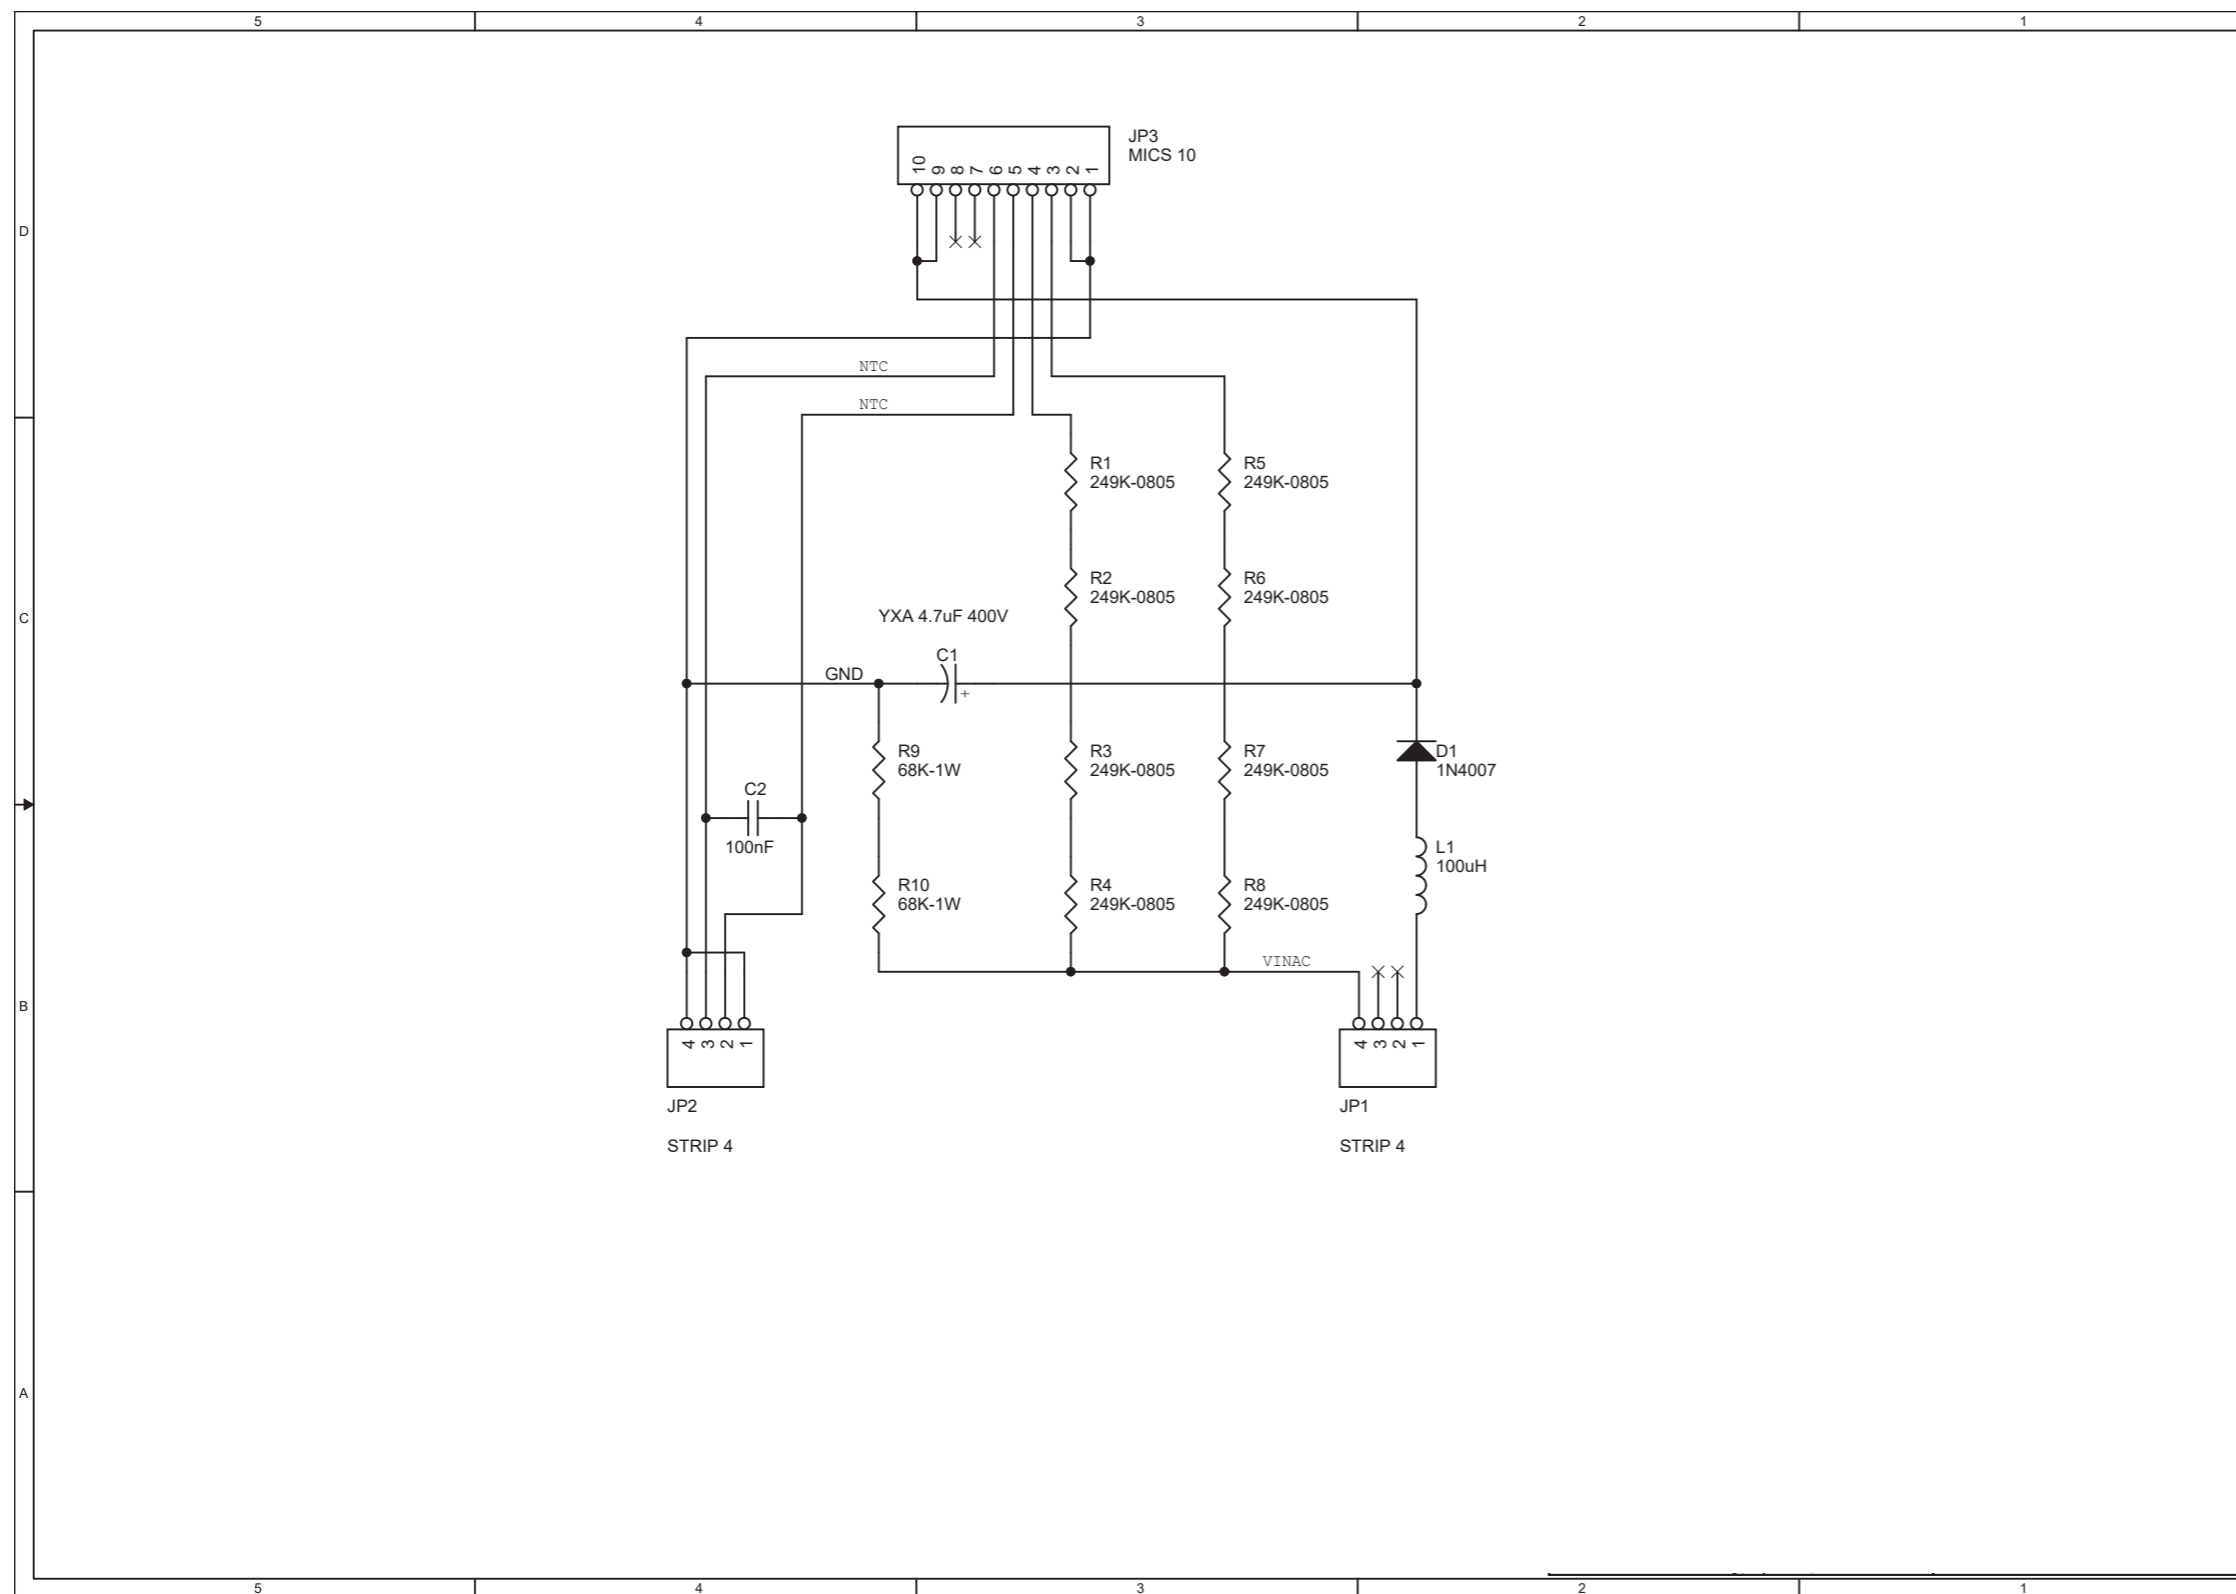 5 4 3 2 1
JP3
MICS 10
10 9 8 7 6 5 4 3 2 1
D
NTC
NTC
R1
249K-0805
R5
249K-0805
R2
249K-0805
R6
249K-0805
C
YXA 4.7uF 400V
C1
GND
+
R9
68K-1W
R3
249K-0805
R7
249K-0805
D1
1N4007
C2
100nF
L1
100uH
R10
68K-1W
R4
249K-0805
R8
249K-0805
VINAC
B
4 3 2 1
4 3 2 1
JP2
JP1
STRIP 4
STRIP 4
A
5 4 3 2 1